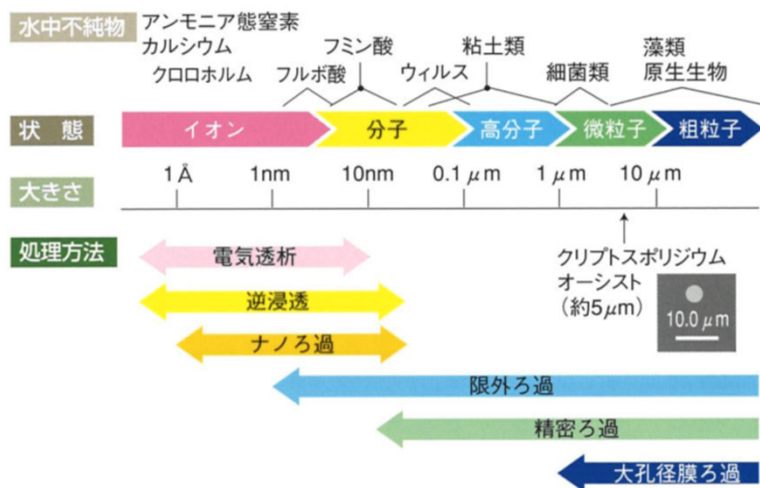 水中不純物
アンモニア態窒素
カルシウム
クロロホルム
フルボ酸
フミン酸
ウィルス
粘土類
細菌類
藻類
原生生物
状態
イオン
分子
高分子
微粒子
粗粒子
大きさ
1Å
1nm
10nm
0.1μm
1μm
10μm
処理方法
電気透析
クリプトスポリジウム
オーシスト
(約5μm)
10.0μm
逆浸透
ナノろ過
限外ろ過
精密ろ過
大孔径膜ろ過